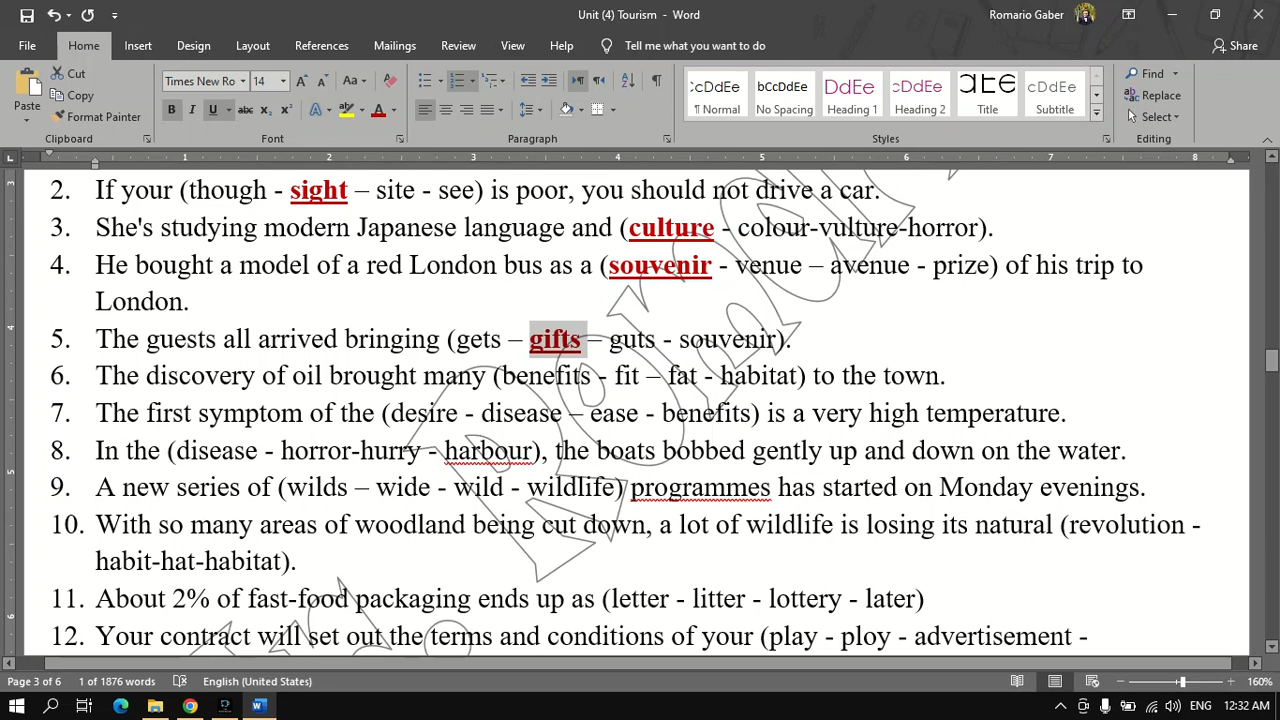 Unit (4) Tourism - Word
Romario Gaber
File Home Insert Design Layout References Mailings Review View Help Tell me what you want to do Share
Paste
Cut
Copy
Format Painter
Clipboard
Times New Ro 14
Font
Paragraph
¶ Normal
No Spacing
Heading 1
Heading 2
Title
Subtitle
Styles
Find
Replace
Select
Editing
2. If your (though - sight – site - see) is poor, you should not drive a car.
3. She's studying modern Japanese language and (culture - colour-vulture-horror).
4. He bought a model of a red London bus as a (souvenir - venue – avenue - prize) of his trip to
London.
5. The guests all arrived bringing (gets – gifts – guts - souvenir).
6. The discovery of oil brought many (benefits - fit – fat - habitat) to the town.
7. The first symptom of the (desire - disease – ease - benefits) is a very high temperature.
8. In the (disease - horror-hurry - harbour), the boats bobbed gently up and down on the water.
9. A new series of (wilds – wide - wild - wildlife) programmes has started on Monday evenings.
10. With so many areas of woodland being cut down, a lot of wildlife is losing its natural (revolution -
habit-hat-habitat).
11. About 2% of fast-food packaging ends up as (letter - litter - lottery - later)
12. Your contract will set out the terms and conditions of your (play - ploy - advertisement -
Page 3 of 6 1 of 1876 words English (United States) 160%
ENG 12:32 AM